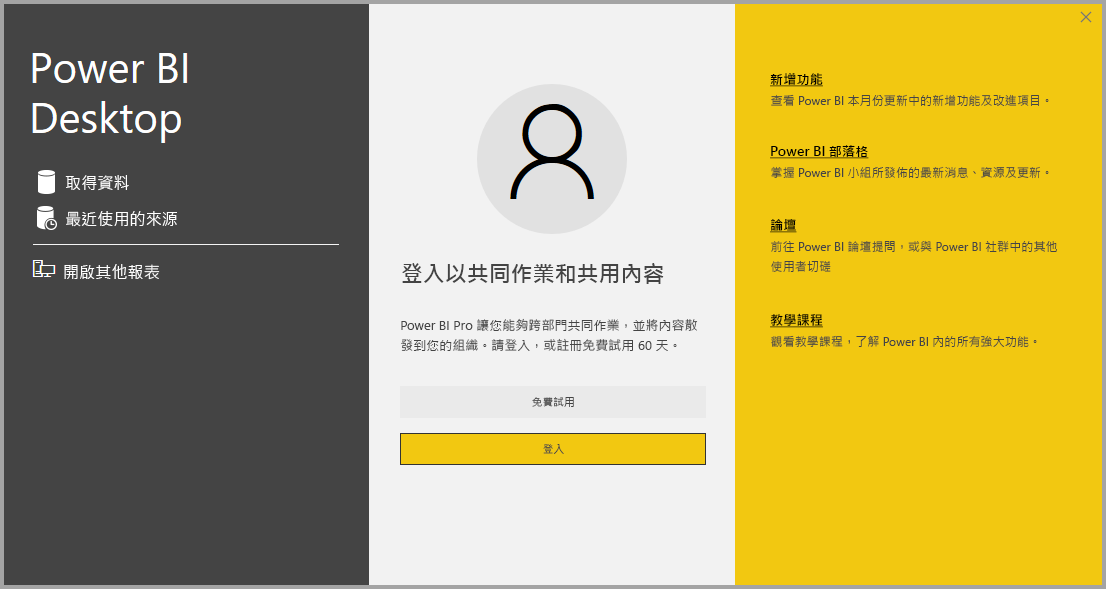 Power BI
Desktop
取得資料
最近使用的來源
開啟其他報表
登入以共同作業和共用內容
Power BI Pro 讓您能夠跨部門共同作業，並將內容散
發到您的組織。請登入，或註冊免費試用 60 天。
免費試用
登入
新增功能
查看 Power BI 本月份更新中的新增功能及改進項目。
Power BI 部落格
掌握 Power BI 小組所發佈的最新消息、資源及更新。
論壇
前往 Power BI 論壇提問，或與 Power BI 社群中的其他
使用者切磋
教學課程
觀看教學課程，了解 Power BI 內的所有強大功能。